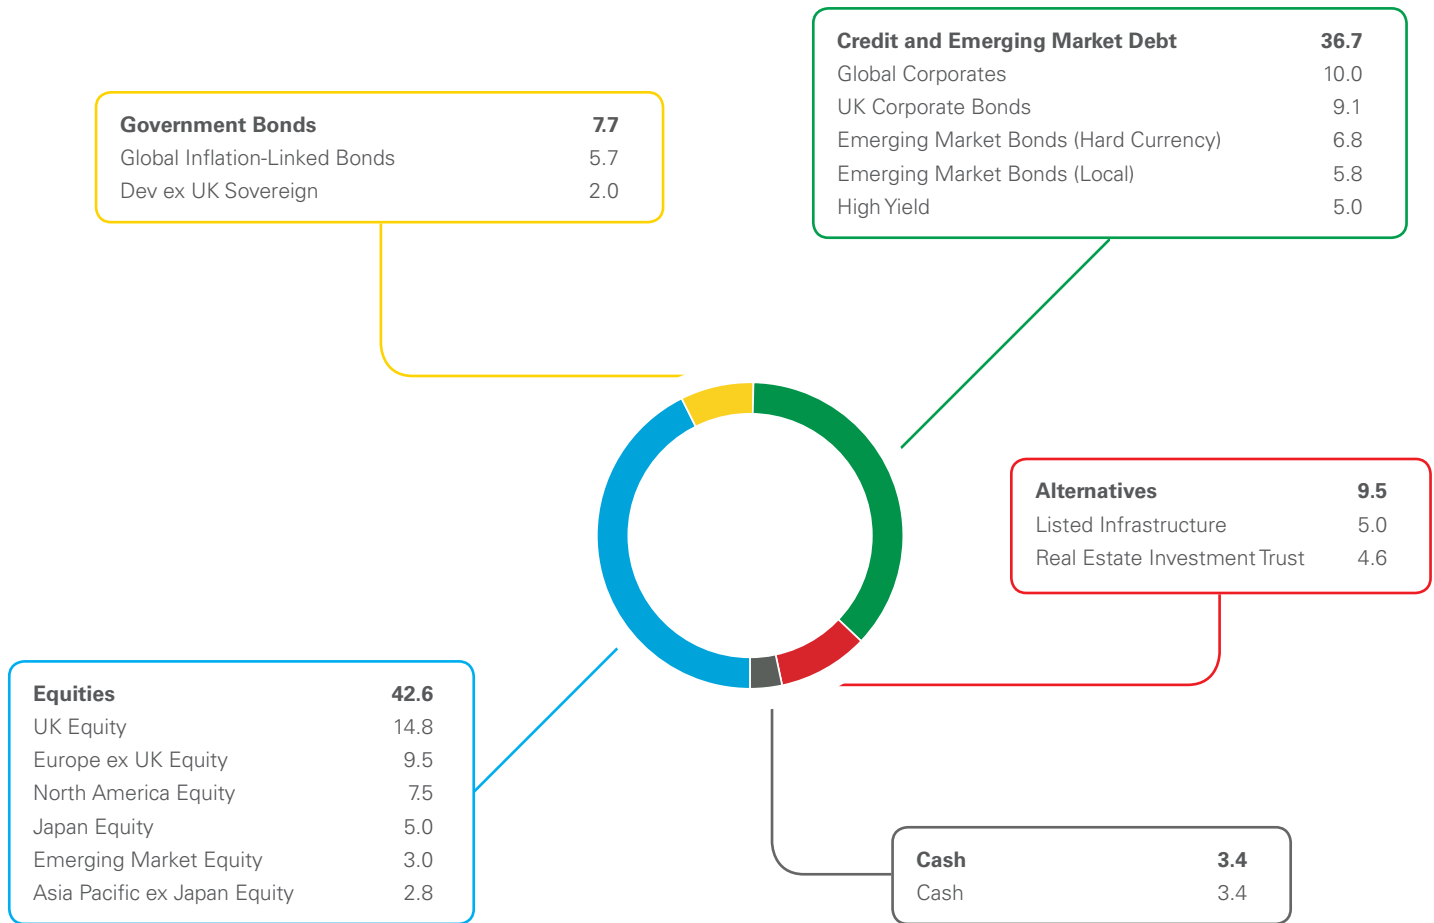 Credit and Emerging Market Debt 36.7
Global Corporates 10.0
UK Corporate Bonds 9.1
Emerging Market Bonds (Hard Currency) 6.8
Emerging Market Bonds (Local) 5.8
High Yield 5.0
Government Bonds 7.7
Global Inflation-Linked Bonds 5.7
Dev ex UK Sovereign 2.0
Alternatives 9.5
Listed Infrastructure 5.0
Real Estate Investment Trust 4.6
Equities 42.6
UK Equity 14.8
Europe ex UK Equity 9.5
North America Equity 7.5
Japan Equity 5.0
Emerging Market Equity 3.0
Asia Pacific ex Japan Equity 2.8
Cash 3.4
Cash 3.4